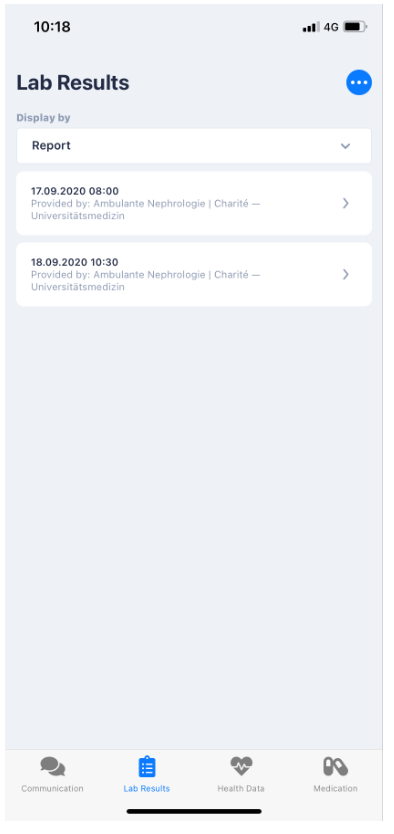 10:18
4G
Lab Results
Display by
Report
17.09.2020 08:00
Provided by: Ambulante Nephrologie | Charité —
Universitätsmedizin
18.09.2020 10:30
Provided by: Ambulante Nephrologie | Charité —
Universitätsmedizin
Communication Lab Results Health Data Medication